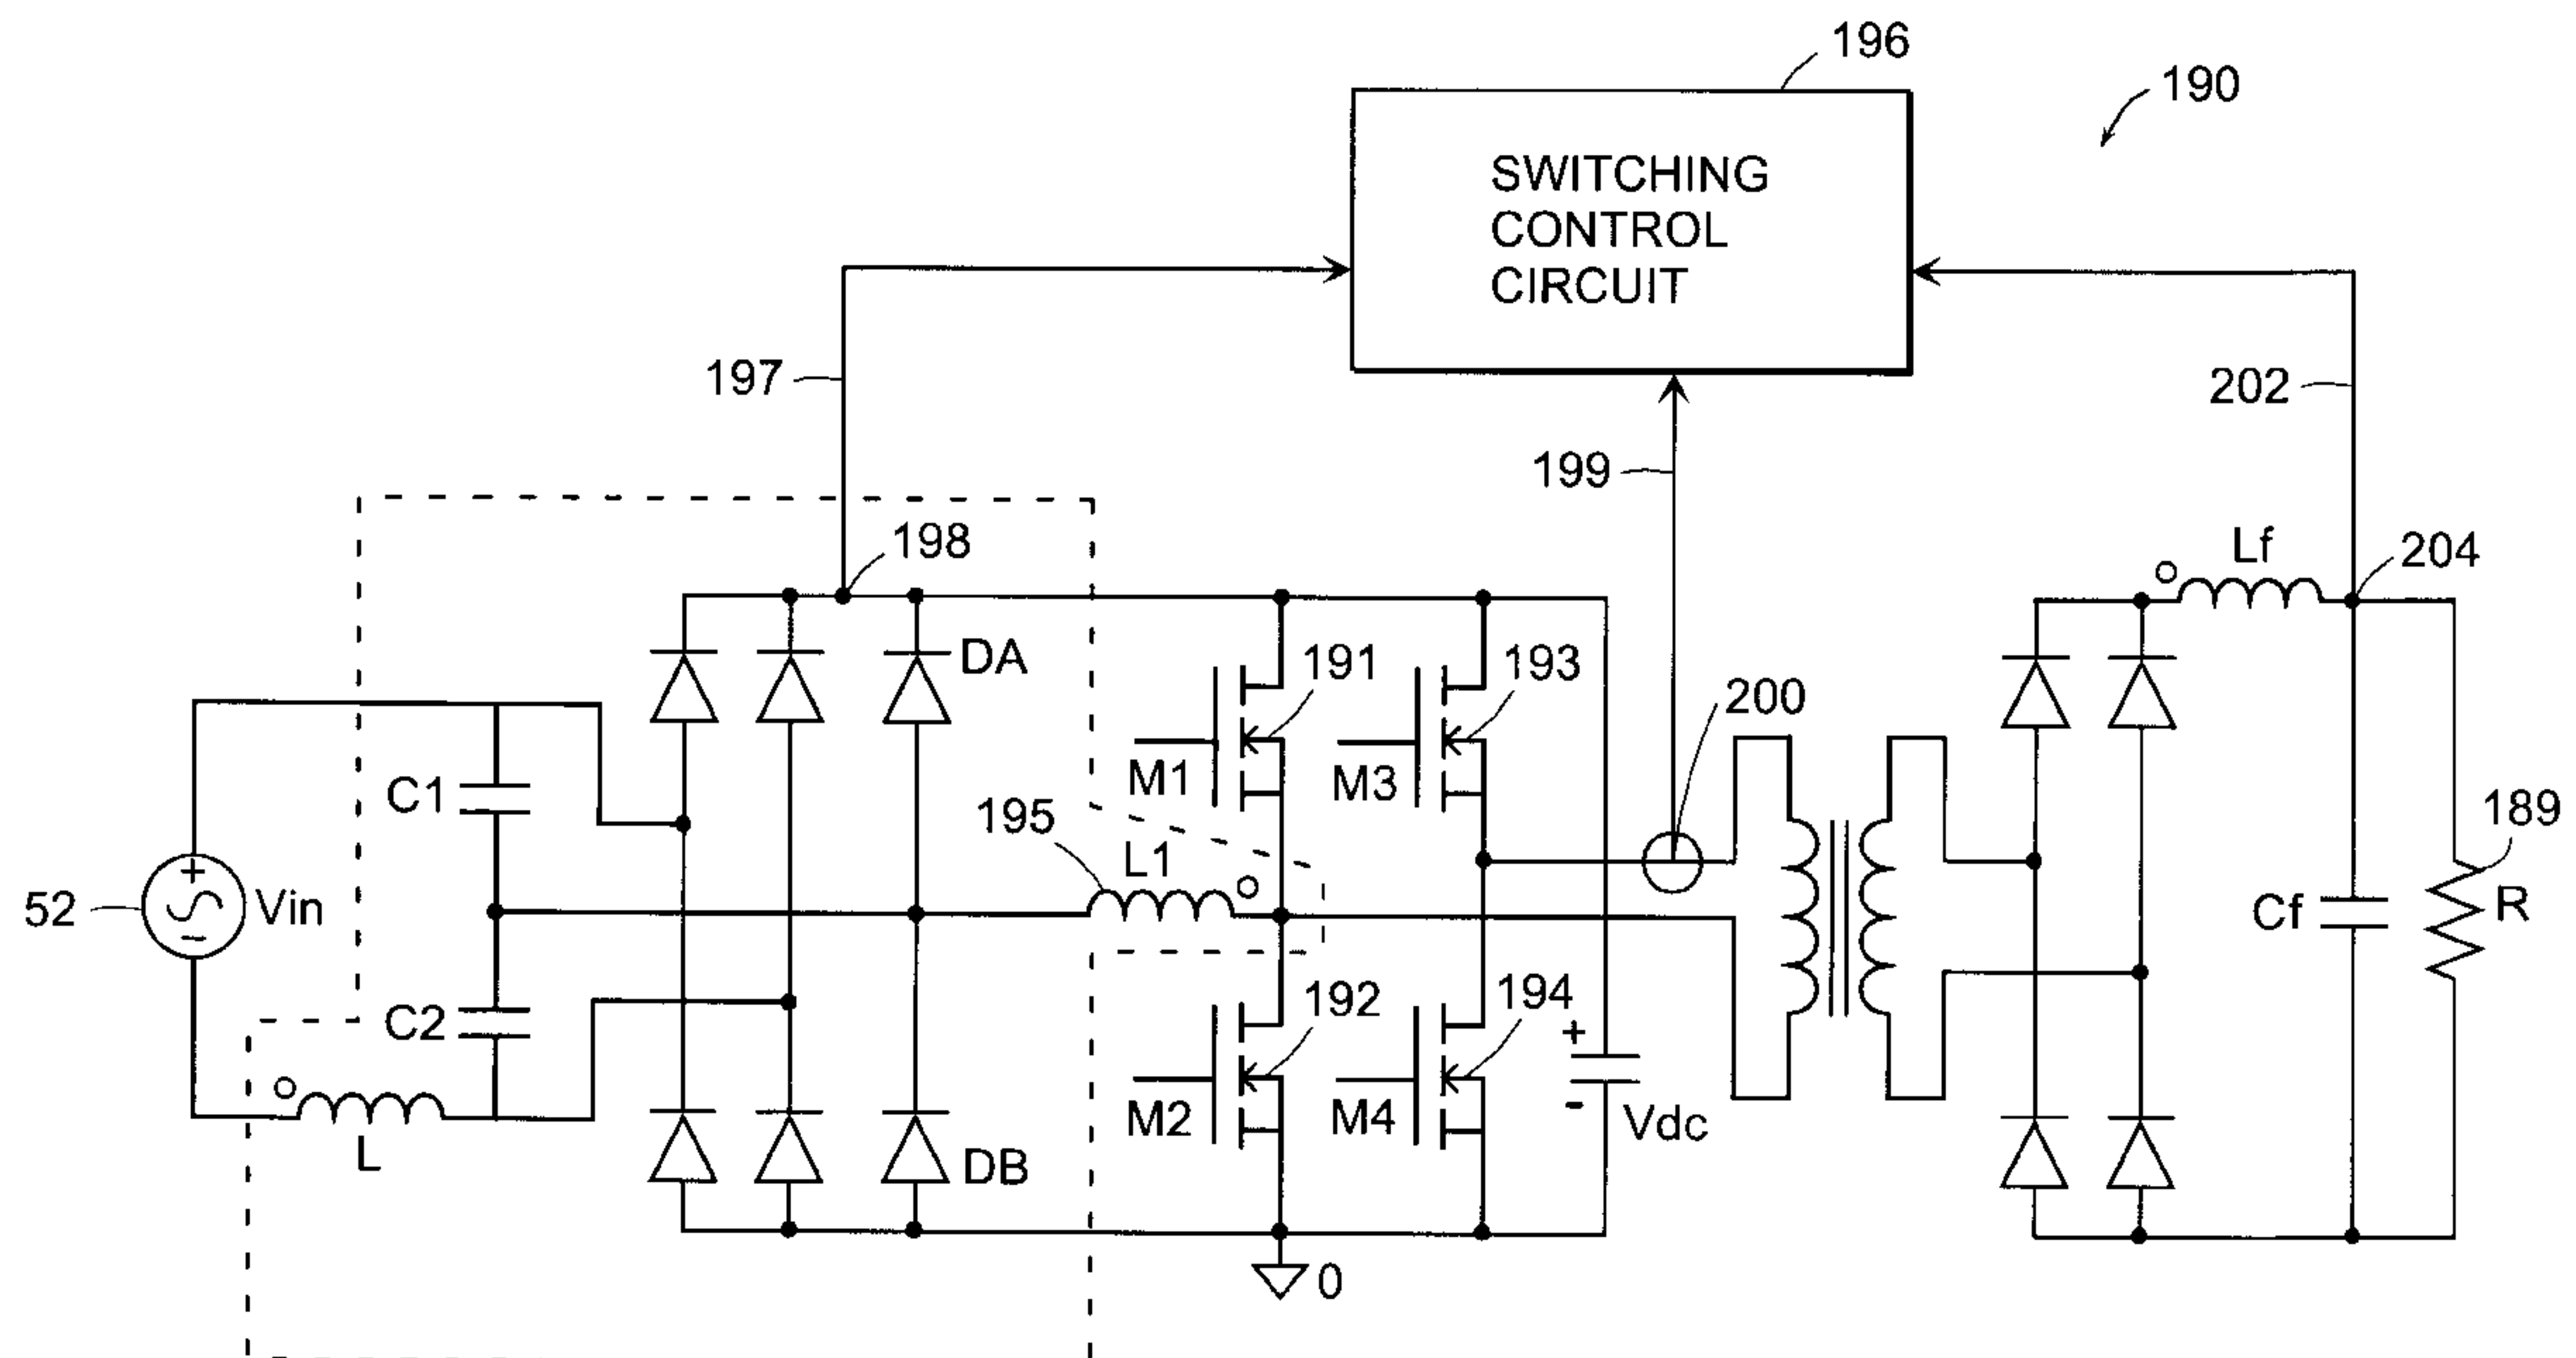 196
190
SWITCHING
CONTROL
CIRCUIT
197
202
199
198
Lf
204
DA
191
193
200
C1
M1
M3
189
195
L1
52
+
Vin
-
Cf
R
C2
192
194
+
L
M2
M4
-
Vdc
DB
0